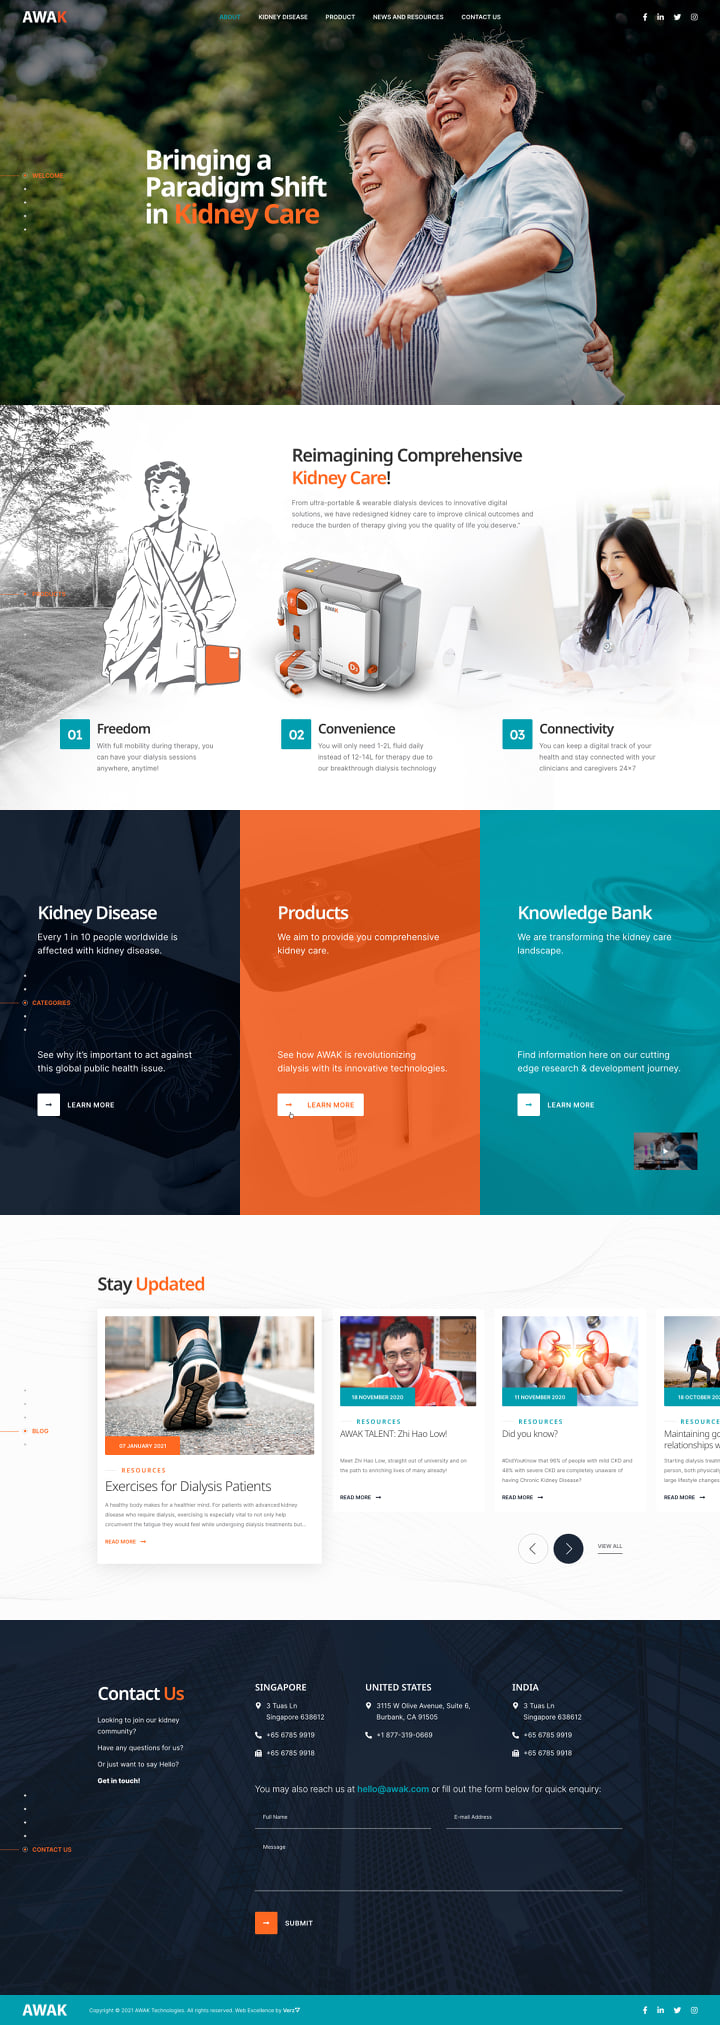 AWAK
ABOUT
KIDNEY DISEASE
PRODUCT
NEWS AND RESOURCES
CONTACT US
Bringing a
Paradigm Shift
in Kidney Care
WELCOME
Reimagining Comprehensive
Kidney Care!
From ultra-portable & wearable dialysis devices to innovative digital
solutions, we have redesigned kidney care to improve clinical outcomes and
reduce the burden of therapy giving you the quality of life you deserve."
AWAK
01
Freedom
With full mobility during therapy, you
can have your dialysis sessions
anywhere, anytime!
02
Convenience
You will only need 1-2L fluid daily
instead of 12-14L for therapy due to
our breakthrough dialysis technology
03
Connectivity
You can keep a digital track of your
health and stay connected with your
clinicians and caregivers 24×7
Kidney Disease
Every 1 in 10 people worldwide is
affected with kidney disease.
CATEGORIES
See why it's important to act against
this global public health issue.
LEARN MORE
Products
We aim to provide you comprehensive
kidney care.
See how AWAK is revolutionizing
dialysis with its innovative technologies.
LEARN MORE
Knowledge Bank
We are transforming the kidney care
landscape.
Find information here on our cutting
edge research & development journey.
LEARN MORE
Stay Updated
BLOG
07 JANUARY 2021
RESOURCES
Exercises for Dialysis Patients
A healthy body makes for a healthier mind. For patients with advanced kidney
disease who require dialysis, exercising is especially vital to not only help
circumvent the fatigue they would feel while undergoing dialysis treatments but...
READ MORE
18 NOVEMBER 2020
RESOURCES
AWAK TALENT: Zhi Hao Low!
Meet Zhi Hao Low, straight out of university and on
the path to enriching lives of many already!
READ MORE
11 NOVEMBER 2020
RESOURCES
Did you know?
#DidYouKnow that 96% of people with mild CKD and
48% with severe CKD are completely unaware of
having Chronic Kidney Disease?
READ MORE
18 OCTOBER 202
RESOURCE
Maintaining go
relationships w
Starting dialysis treatm
person, both physically
large lifestyle changes
READ MORE
VIEW ALL
Contact Us
Looking to join our kidney
community?
Have any questions for us?
Or just want to say Hello?
Get in touch!
CONTACT US
SINGAPORE
3 Tuas Ln
Singapore 638612
+65 6785 9919
+65 6785 9918
UNITED STATES
3115 W Olive Avenue, Suite 6,
Burbank, CA 91505
+1 877-319-0669
INDIA
3 Tuas Ln
Singapore 638612
+65 6785 9919
+65 6785 9918
You may also reach us at hello@awak.com or fill out the form below for quick enquiry:
Full Name
E-mail Address
Message
SUBMIT
AWAK
Copyright © 2021 AWAK Technologies. All rights reserved. Web Excellence by Verz